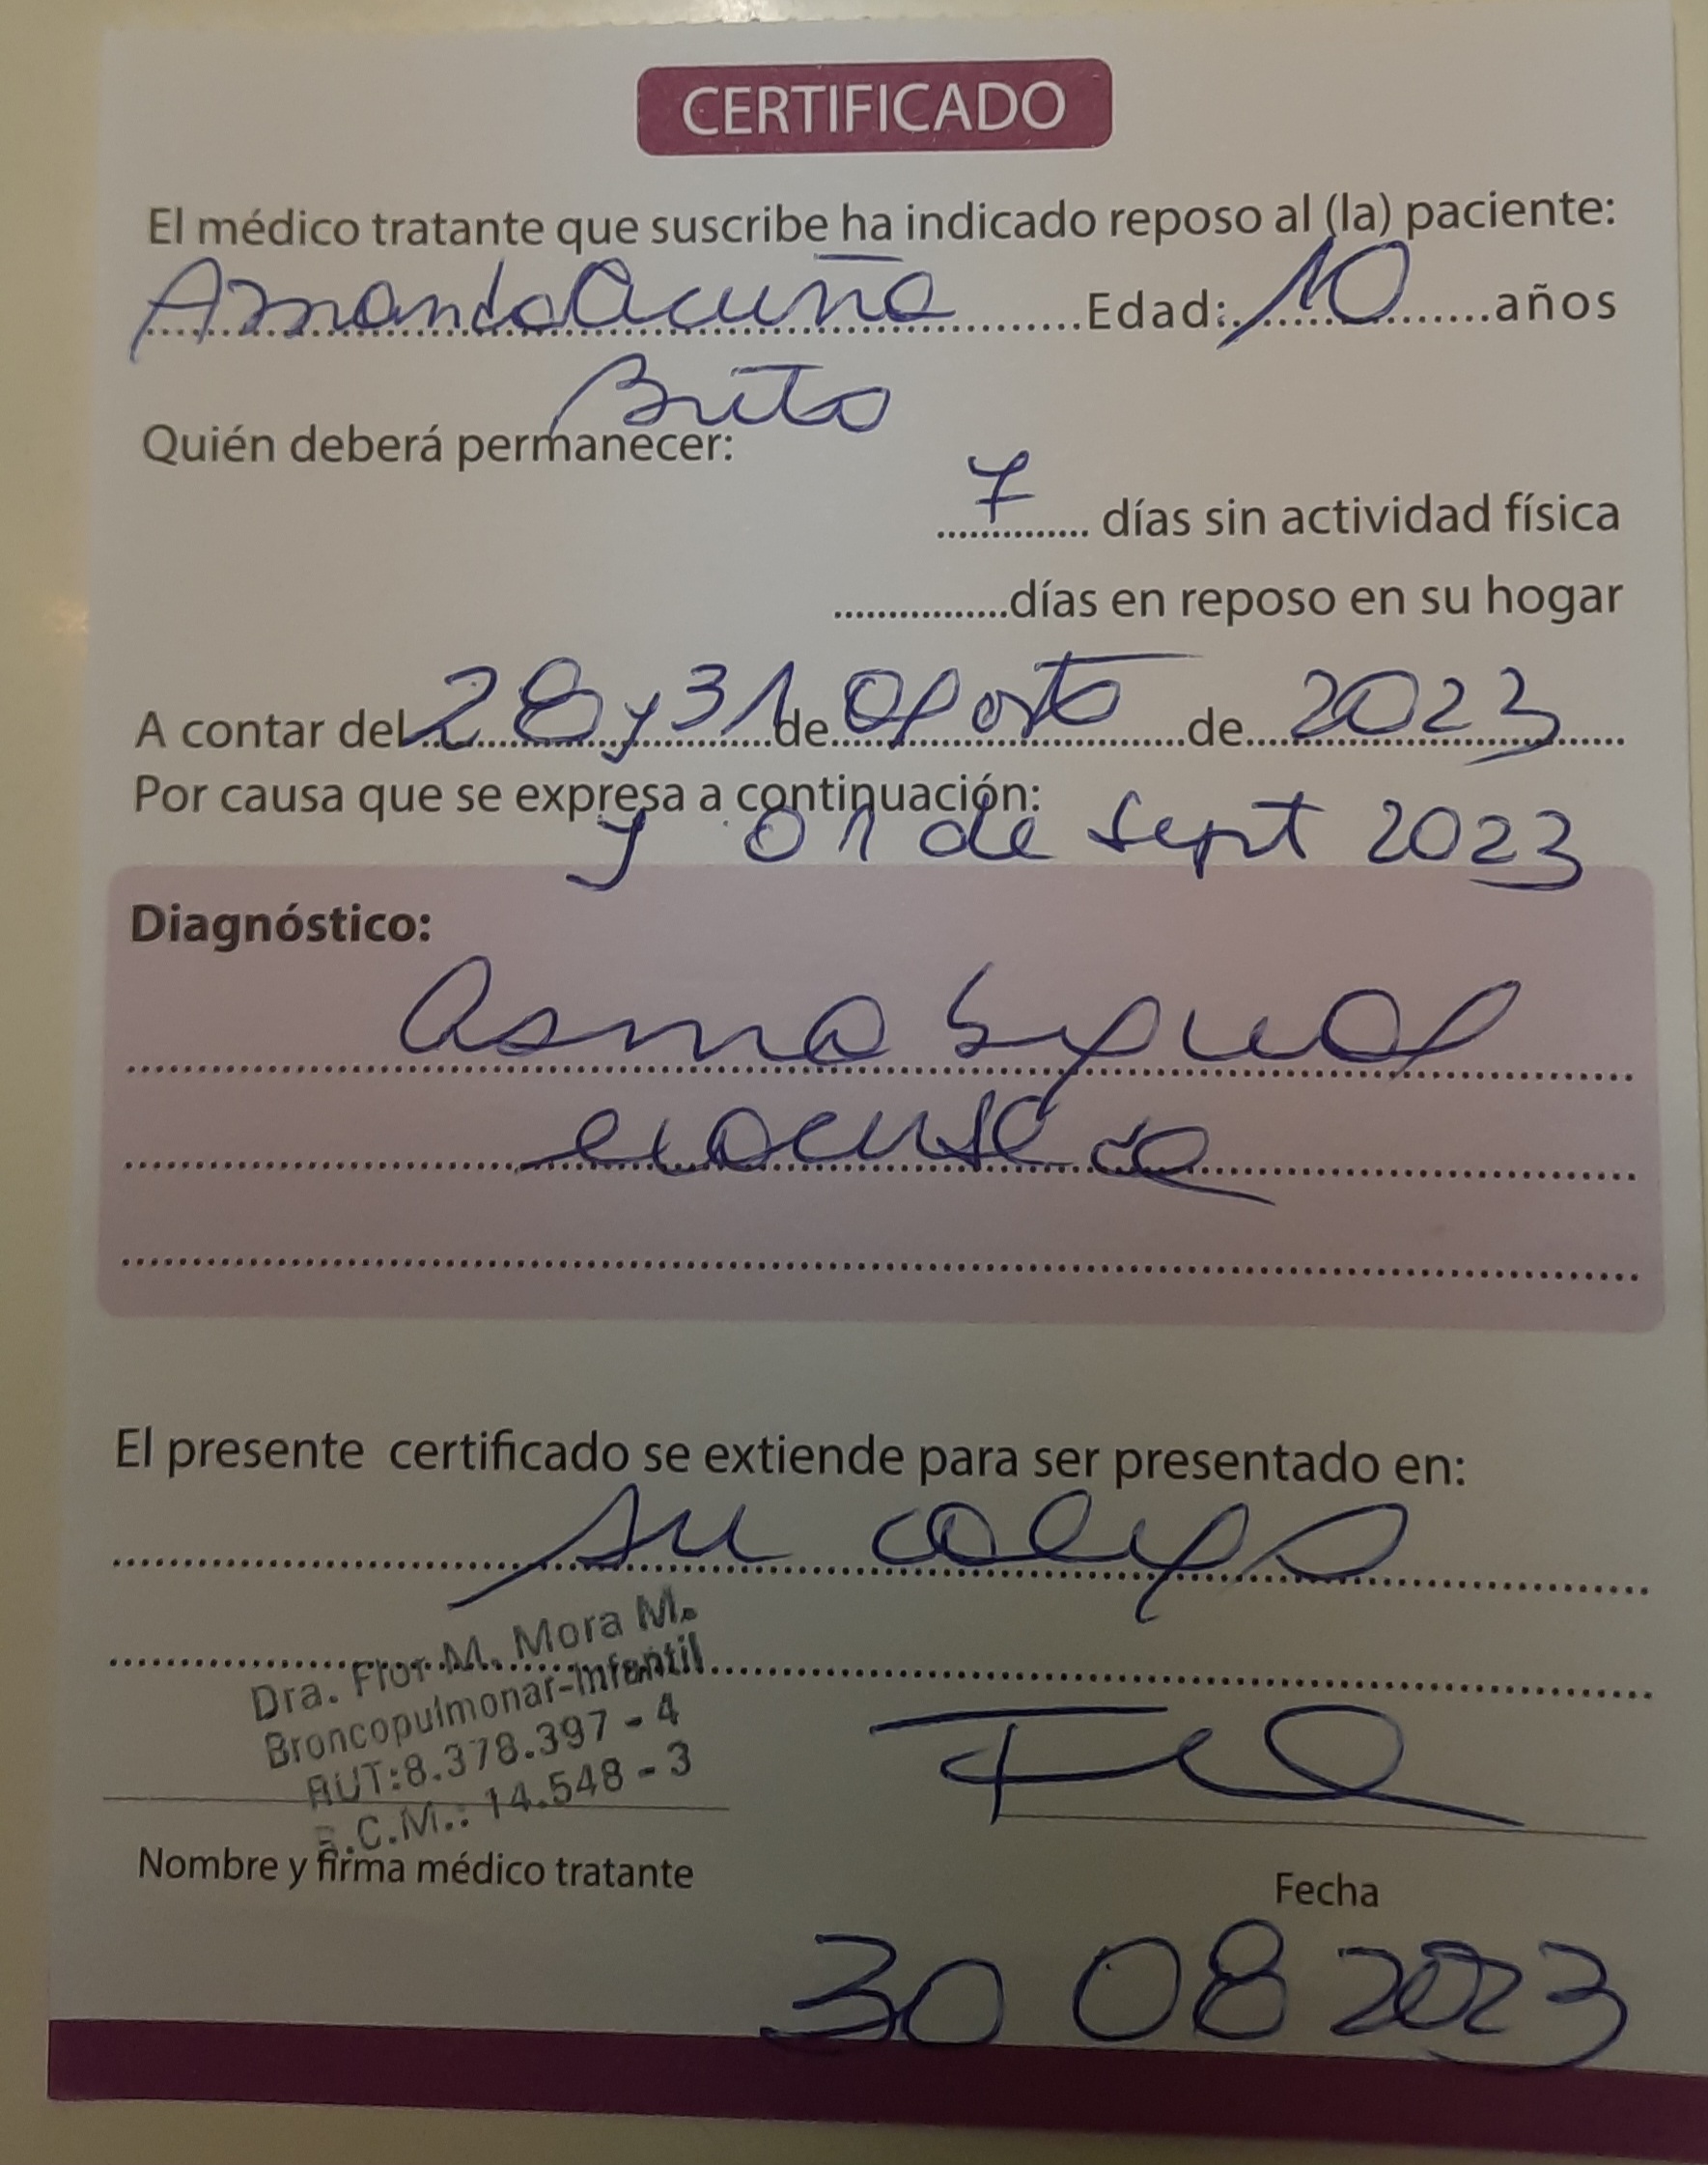 CERTIFICADO
El médico tratante que suscribe ha indicado reposo al (la) paciente:
Amanda Acuña Edad: 10 años
Brito
Quién deberá permanecer:
7 días sin actividad física
días en reposo en su hogar
A contar del 28 y 31 de agosto de 2023
Por causa que se expresa a continuación:
y 01 de Sept 2023
Diagnóstico:
Asma
El presente certificado se extiende para ser presentado en:
su colegio
Dra. Flor M. Mora M.
Broncopulmonar-Infantil
RUT:8.378.397-4
.C.M.: 14.548-3
Nombre y firma médico tratante
Fecha
30 08 2023